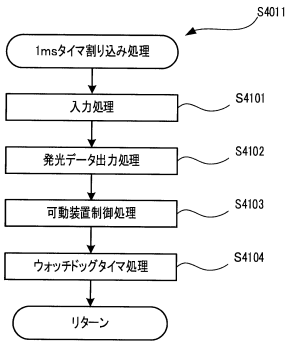 S4011
1msタイマ割り込み処理
入力処理
S4101
発光データ出力処理
S4102
可動装置制御処理
S4103
ウォッチドッグタイマ処理
S4104
リターン